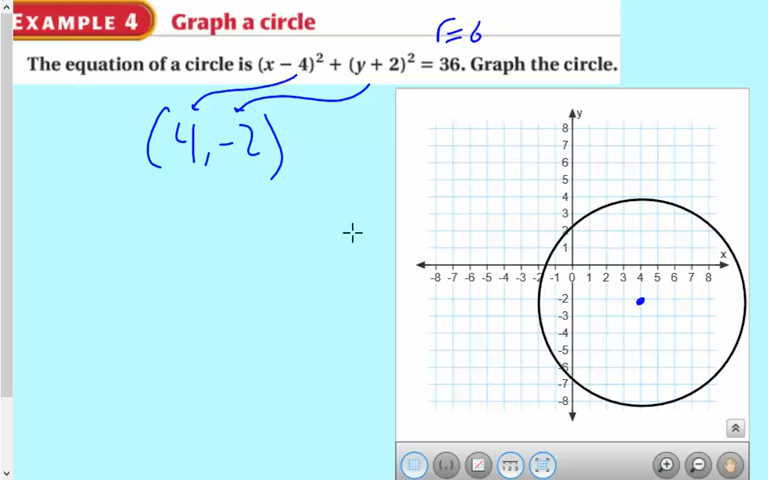 EXAMPLE 4 Graph a circle
r=6
The equation of a circle is (x − 4)² + (y + 2)² = 36. Graph the circle.
(4,-2)
y
8
7
6
5
4
3
2
1
x
-8 -7 -6 -5 -4 -3 -2 -1 0 1 2 3 4 5 6 7 8
-2
-3
-4
-5
-6
-7
-8